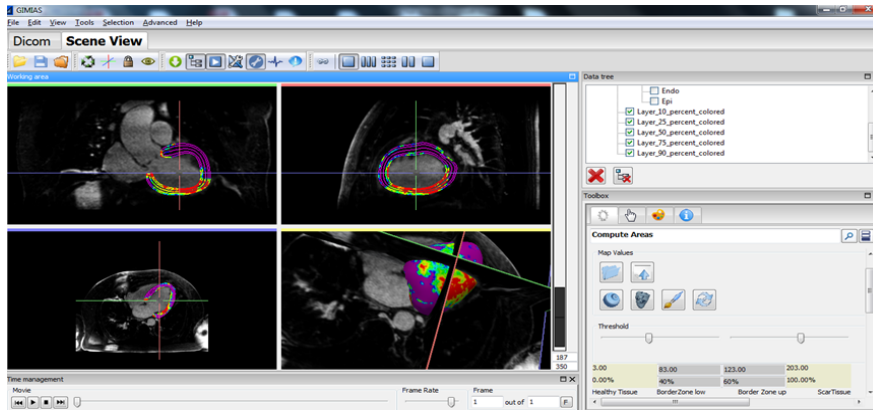 GIMIAS
File Edit View Tools Selection Advanced Help
Dicom Scene View
Working area
187
350
Time management
Movie
Frame Rate Frame
1 out of 1 F
Data tree
Endo
Epi
Layer_10_percent_colored
Layer_25_percent_colored
Layer_50_percent_colored
Layer_75_percent_colored
Layer_90_percent_colored
Toolbox
Compute Areas
Map Values
Threshold
3.00 83.00 123.00 203.00
0.00% 40% 60% 100.00%
Healthy Tissue BorderZone low Border Zone up ScarTissue